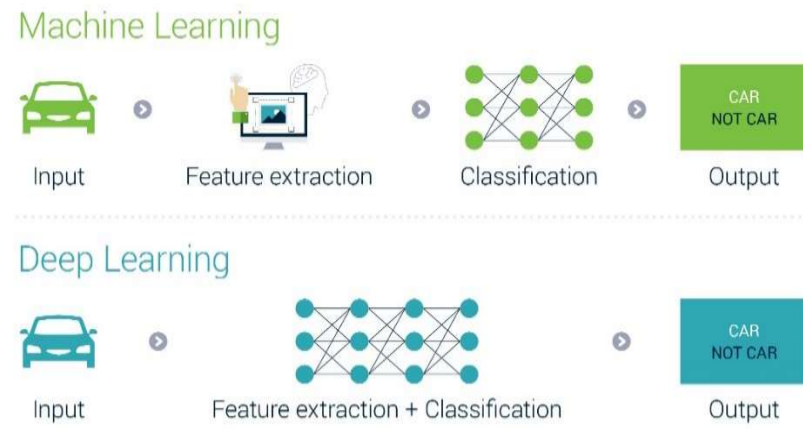 Machine Learning
CAR
NOT CAR
Input
Feature extraction
Classification
Output
Deep Learning
CAR
NOT CAR
Input
Feature extraction + Classification
Output